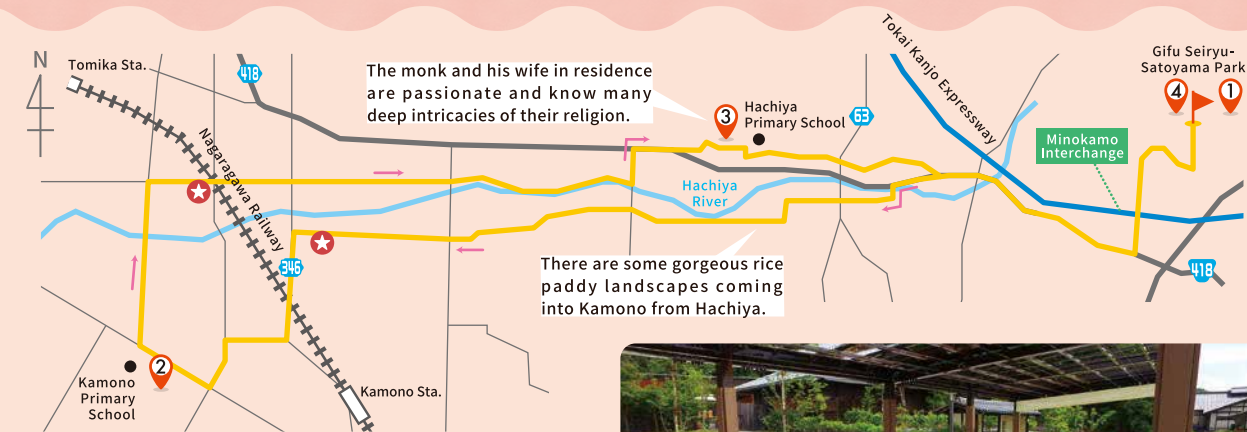 N
Tomika Sta.
418
The monk and his wife in residence
are passionate and know many
deep intricacies of their religion.
3
Hachiya
Primary School
63
Tokai Kanjo Expressway
Gifu Seiryu-
Satoyama Park
4
1
Minokamo
Interchange
Nagaragawa Railway
Hachiya
River
346
There are some gorgeous rice
paddy landscapes coming
into Kamono from Hachiya.
418
2
Kamono
Primary
School
Kamono Sta.